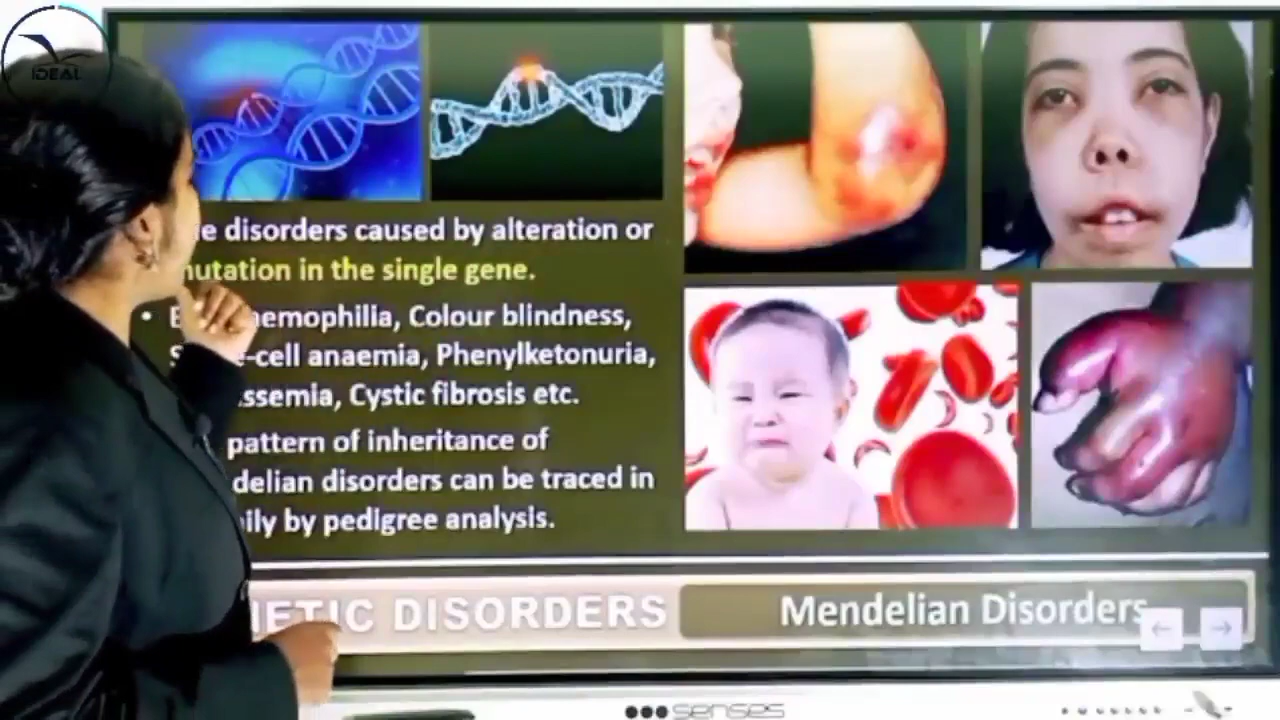 IDEAL
e disorders caused by alteration or
mutation in the single gene.
• E aemophilia, Colour blindness,
S -cell anaemia, Phenylketonuria,
ssemia, Cystic fibrosis etc.
pattern of inheritance of
delian disorders can be traced in
ily by pedigree analysis.
ETIC DISORDERS
Mendelian Disorders
← →
senses